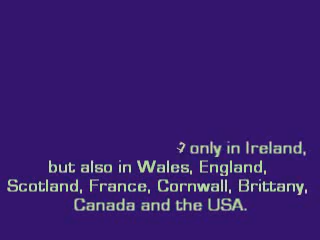 only in Ireland,
but also in Wales, England,
Scotland, France, Cornwall, Brittany,
Canada and the USA.